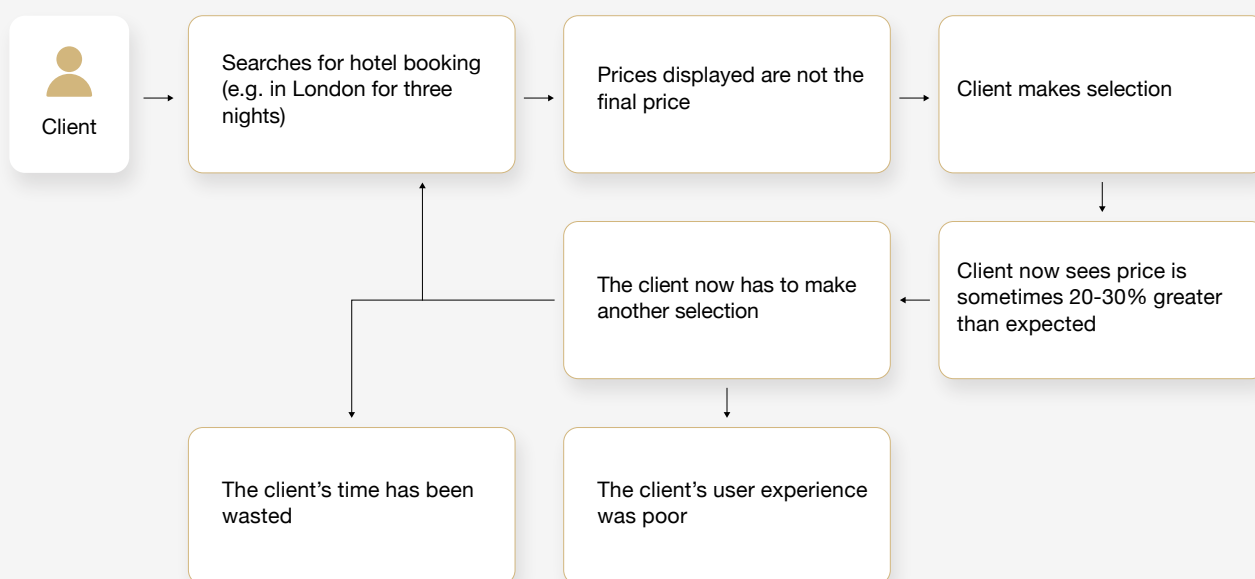 Client
Searches for hotel booking
(e.g. in London for three
nights)
Prices displayed are not the
final price
Client makes selection
Client now sees price is
sometimes 20-30% greater
than expected
The client now has to make
another selection
The client’s time has been
wasted
The client’s user experience
was poor